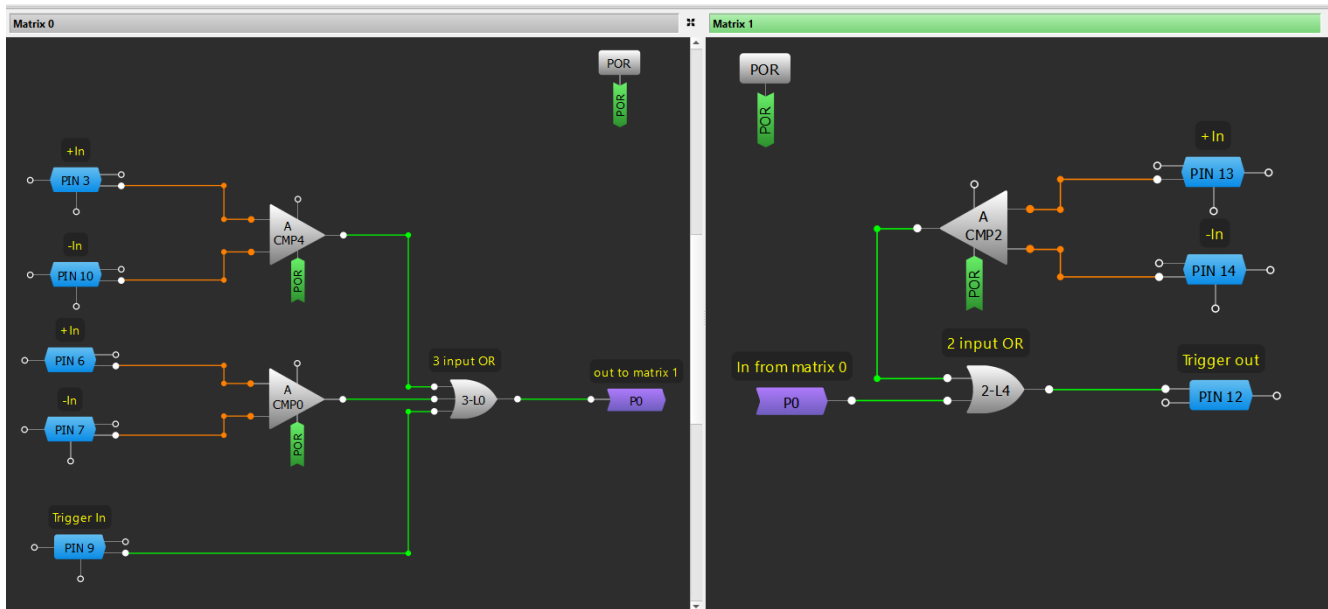 Matrix 0
POR
POR
+In
PIN 3
A
CMP4
POR
-In
PIN 10
+In
PIN 6
A
CMP0
POR
-In
PIN 7
3 input OR
3-L0
out to matrix 1
P0
Trigger In
PIN 9
Matrix 1
POR
POR
+In
PIN 13
A
CMP2
POR
-In
PIN 14
In from matrix 0
P0
2 input OR
2-L4
Trigger out
PIN 12